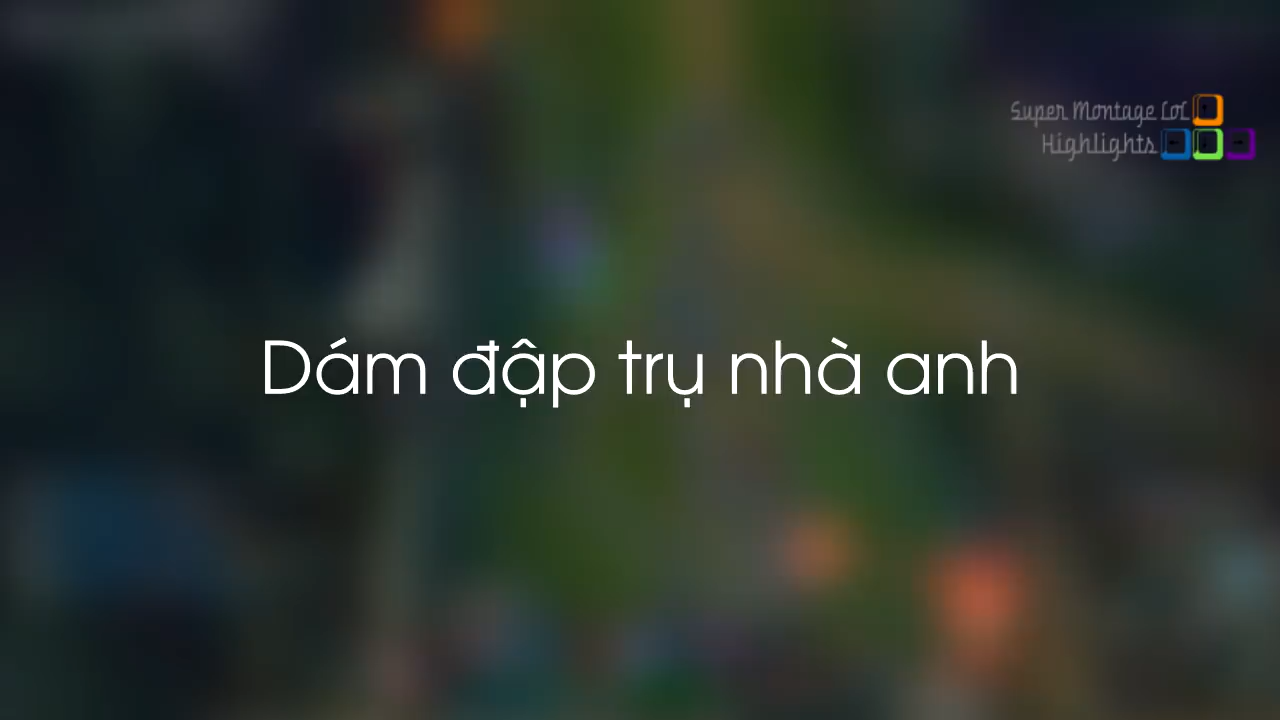 Super Montage LoL
Highlights
Dám đập trụ nhà anh